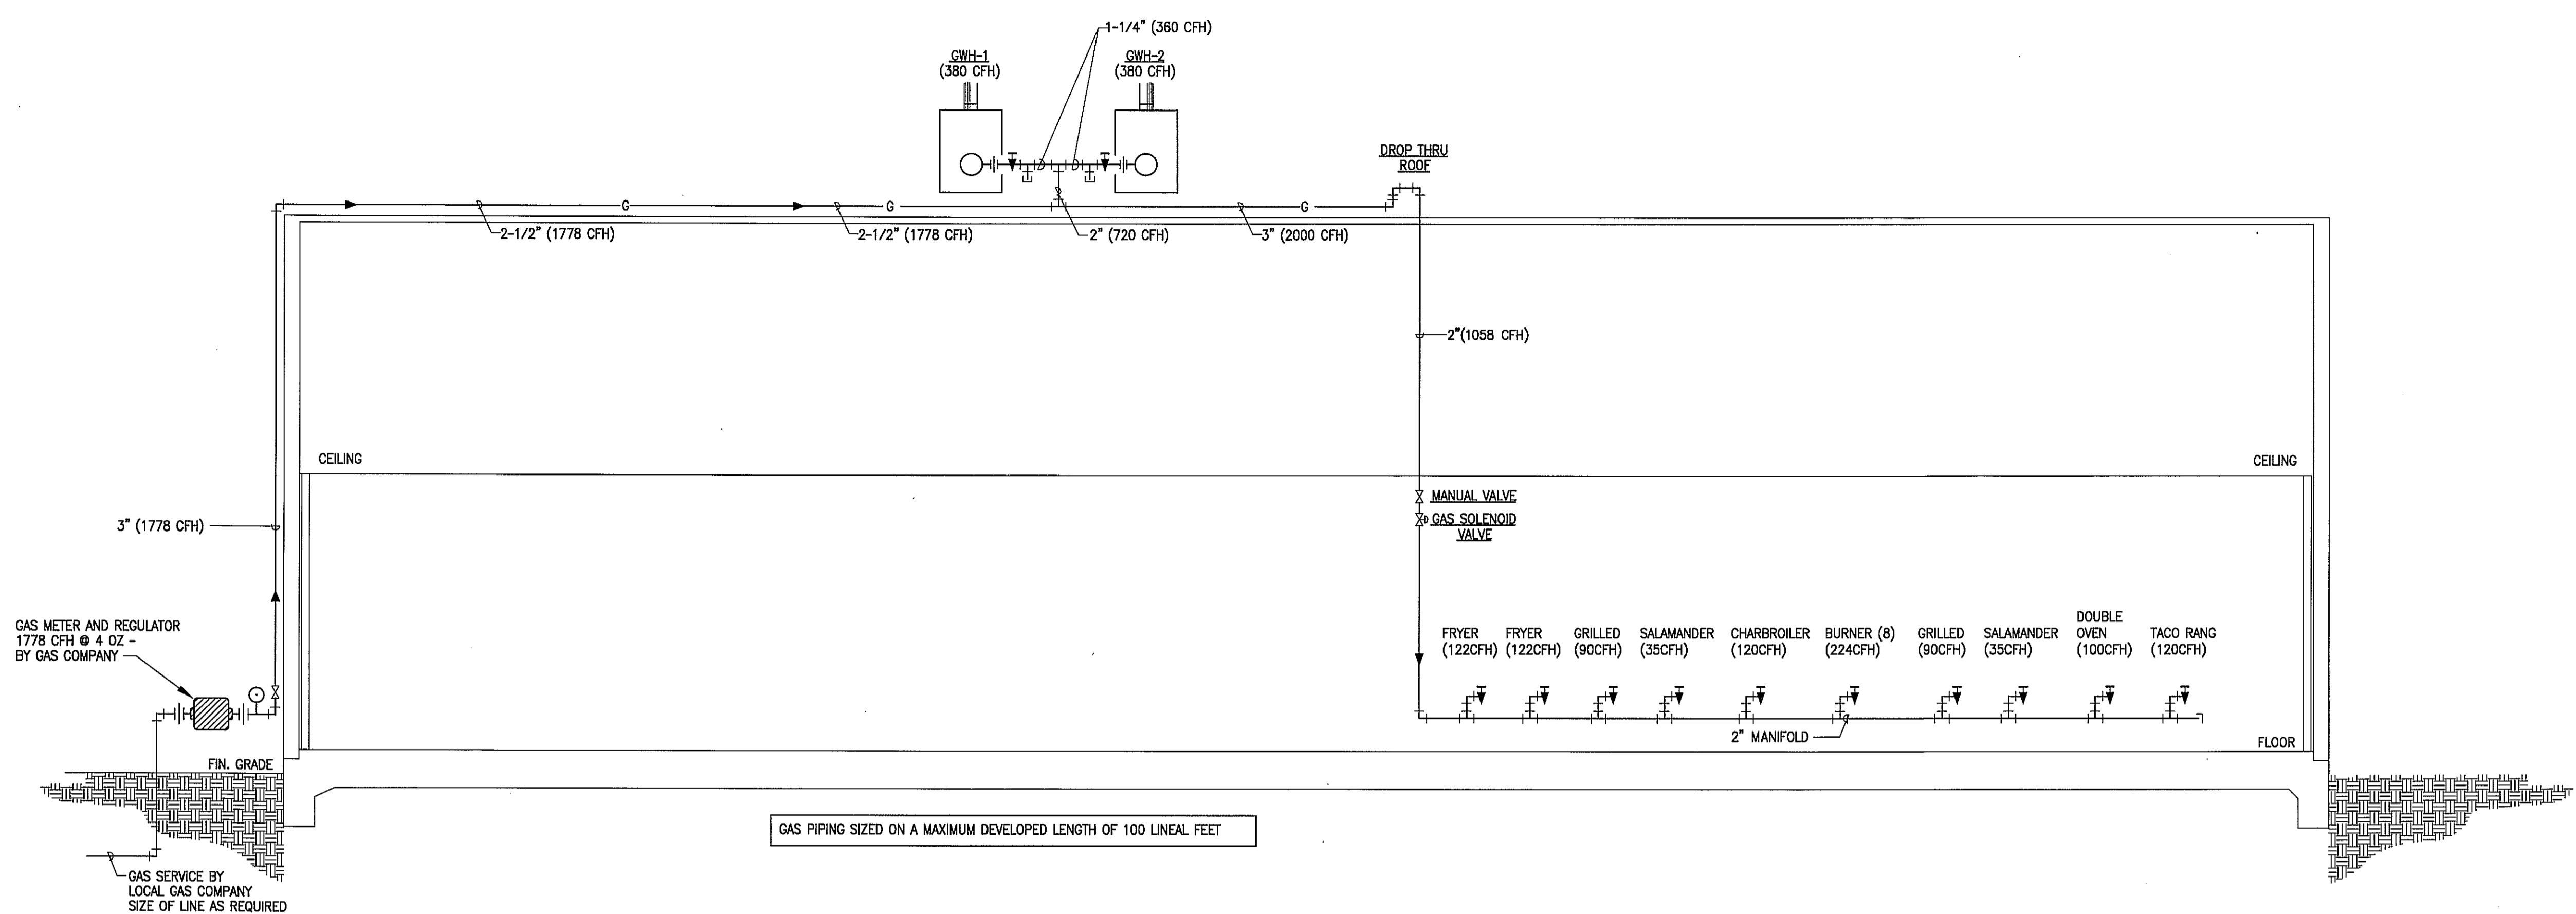 1-1/4" (360 CFH)
GWH-1
(380 CFH)
GWH-2
(380 CFH)
DROP THRU
ROOF
G
G
G
2-1/2" (1778 CFH)
2-1/2" (1778 CFH)
2" (720 CFH)
3" (2000 CFH)
2"(1058 CFH)
CEILING
CEILING
MANUAL VALVE
GAS SOLENOID
VALVE
3" (1778 CFH)
GAS METER AND REGULATOR
1778 CFH @ 4 OZ -
BY GAS COMPANY
FRYER
(122CFH)
FRYER
(122CFH)
GRILLED
(90CFH)
SALAMANDER
(35CFH)
CHARBROILER
(120CFH)
BURNER (8)
(224CFH)
GRILLED
(90CFH)
SALAMANDER
(35CFH)
DOUBLE
OVEN
(100CFH)
TACO RANG
(120CFH)
2" MANIFOLD
FLOOR
FIN. GRADE
GAS PIPING SIZED ON A MAXIMUM DEVELOPED LENGTH OF 100 LINEAL FEET
GAS SERVICE BY
LOCAL GAS COMPANY
SIZE OF LINE AS REQUIRED